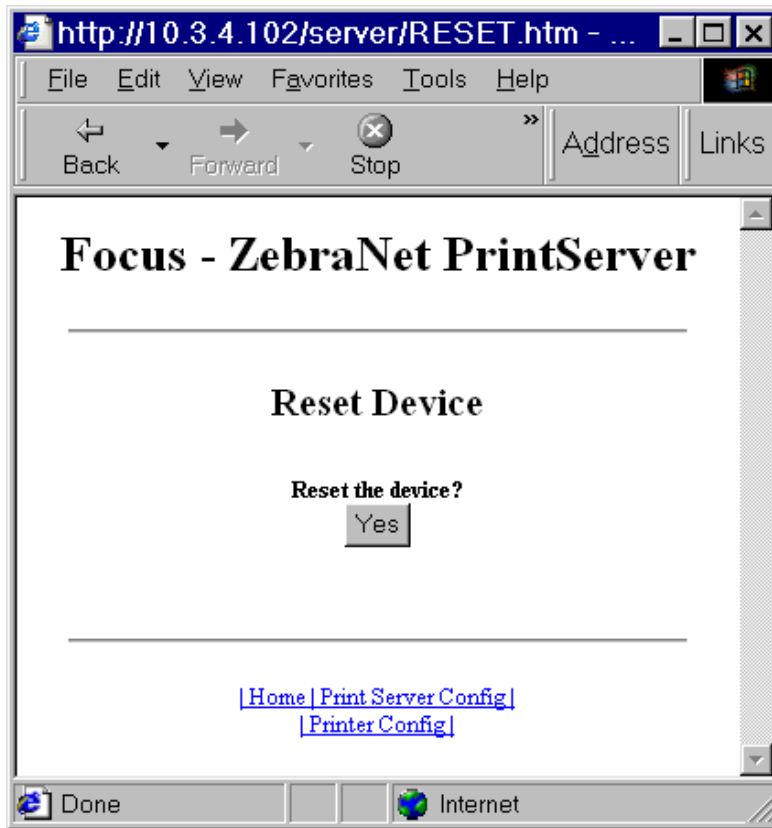 http://10.3.4.102/server/RESET.htm - ...
File Edit View Favorites Tools Help
Back Forward Stop » Address Links
Focus - ZebraNet PrintServer
Reset Device
Reset the device?
Yes
| Home | Print Server Config |
| Printer Config |
Done Internet